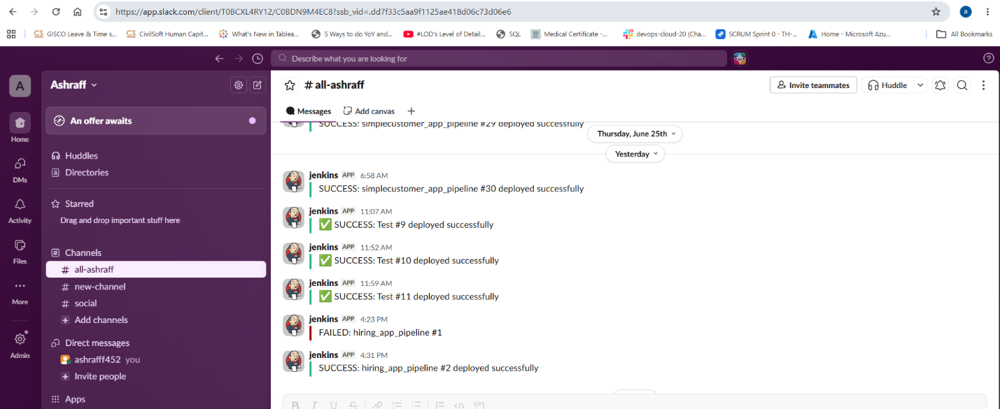 https://app.slack.com/client/T0BCXL4RY12/C0BDN9M4EC8?ssb_vid=.dd7f33c5aa9f1125ae418d06c73d06e6
a
CS GISCO Leave & Time s...
CS CivilSoft Human Capit...
What's New in Tablea...
5 Ways to do YoY and...
#LOD's Level of Detail...
SQL
Medical Certificate -...
devops-cloud-20 (Cha...
SCRUM Sprint 0 - TH-...
Home - Microsoft Azu...
All Bookmarks
Describe what you are looking for
A
Home
DMs
Activity
Files
More
Admin
Ashraff
An offer awaits
Huddles
Directories
Starred
Drag and drop important stuff here
Channels
# all-ashraff
# new-channel
# social
+ Add channels
Direct messages
ashrafff452 you
+ Invite people
Apps
# all-ashraff
Invite teammates
Huddle
Messages
Add canvas
+
SUCCESS: simplecustomer_app_pipeline #29 deployed successfully
Thursday, June 25th
Yesterday
jenkins APP 6:58 AM
SUCCESS: simplecustomer_app_pipeline #30 deployed successfully
jenkins APP 11:07 AM
✅ SUCCESS: Test #9 deployed successfully
jenkins APP 11:52 AM
✅ SUCCESS: Test #10 deployed successfully
jenkins APP 11:59 AM
✅ SUCCESS: Test #11 deployed successfully
jenkins APP 4:23 PM
FAILED: hiring_app_pipeline #1
jenkins APP 4:31 PM
SUCCESS: hiring_app_pipeline #2 deployed successfully
B I U S